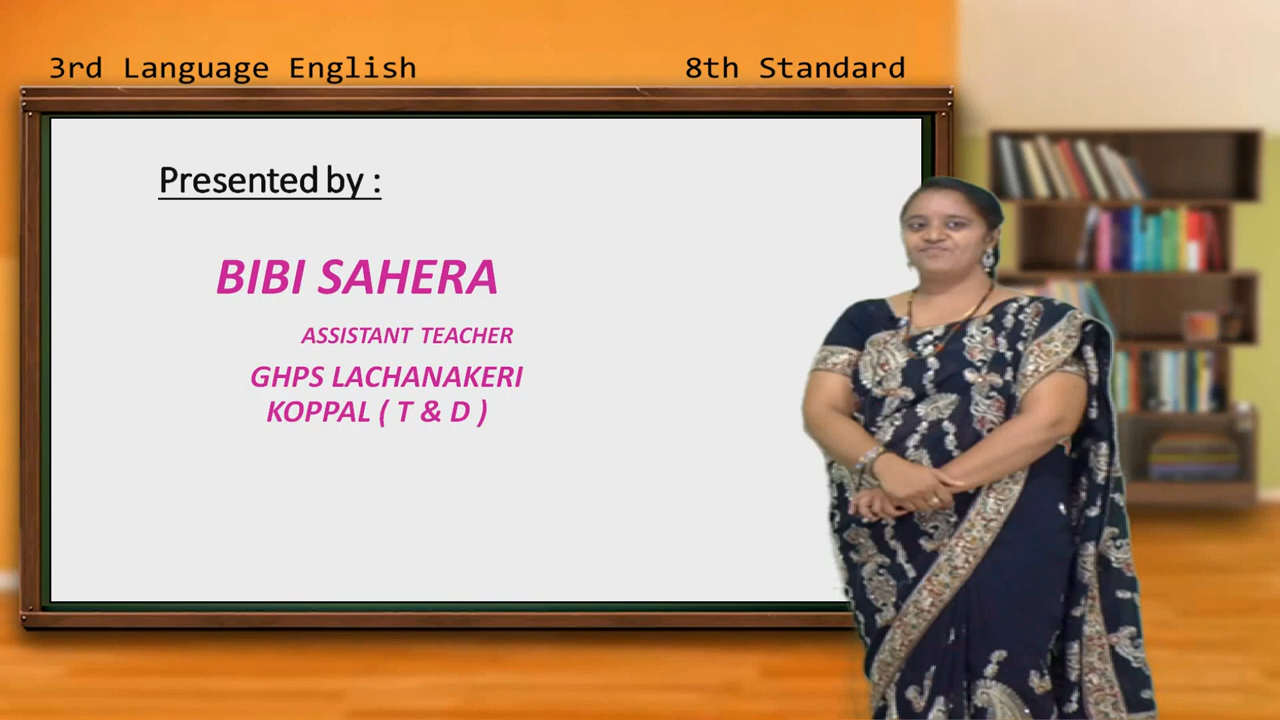 3rd Language English 8th Standard
Presented by :
BIBI SAHERA
ASSISTANT TEACHER
GHPS LACHANAKERI
KOPPAL ( T & D )